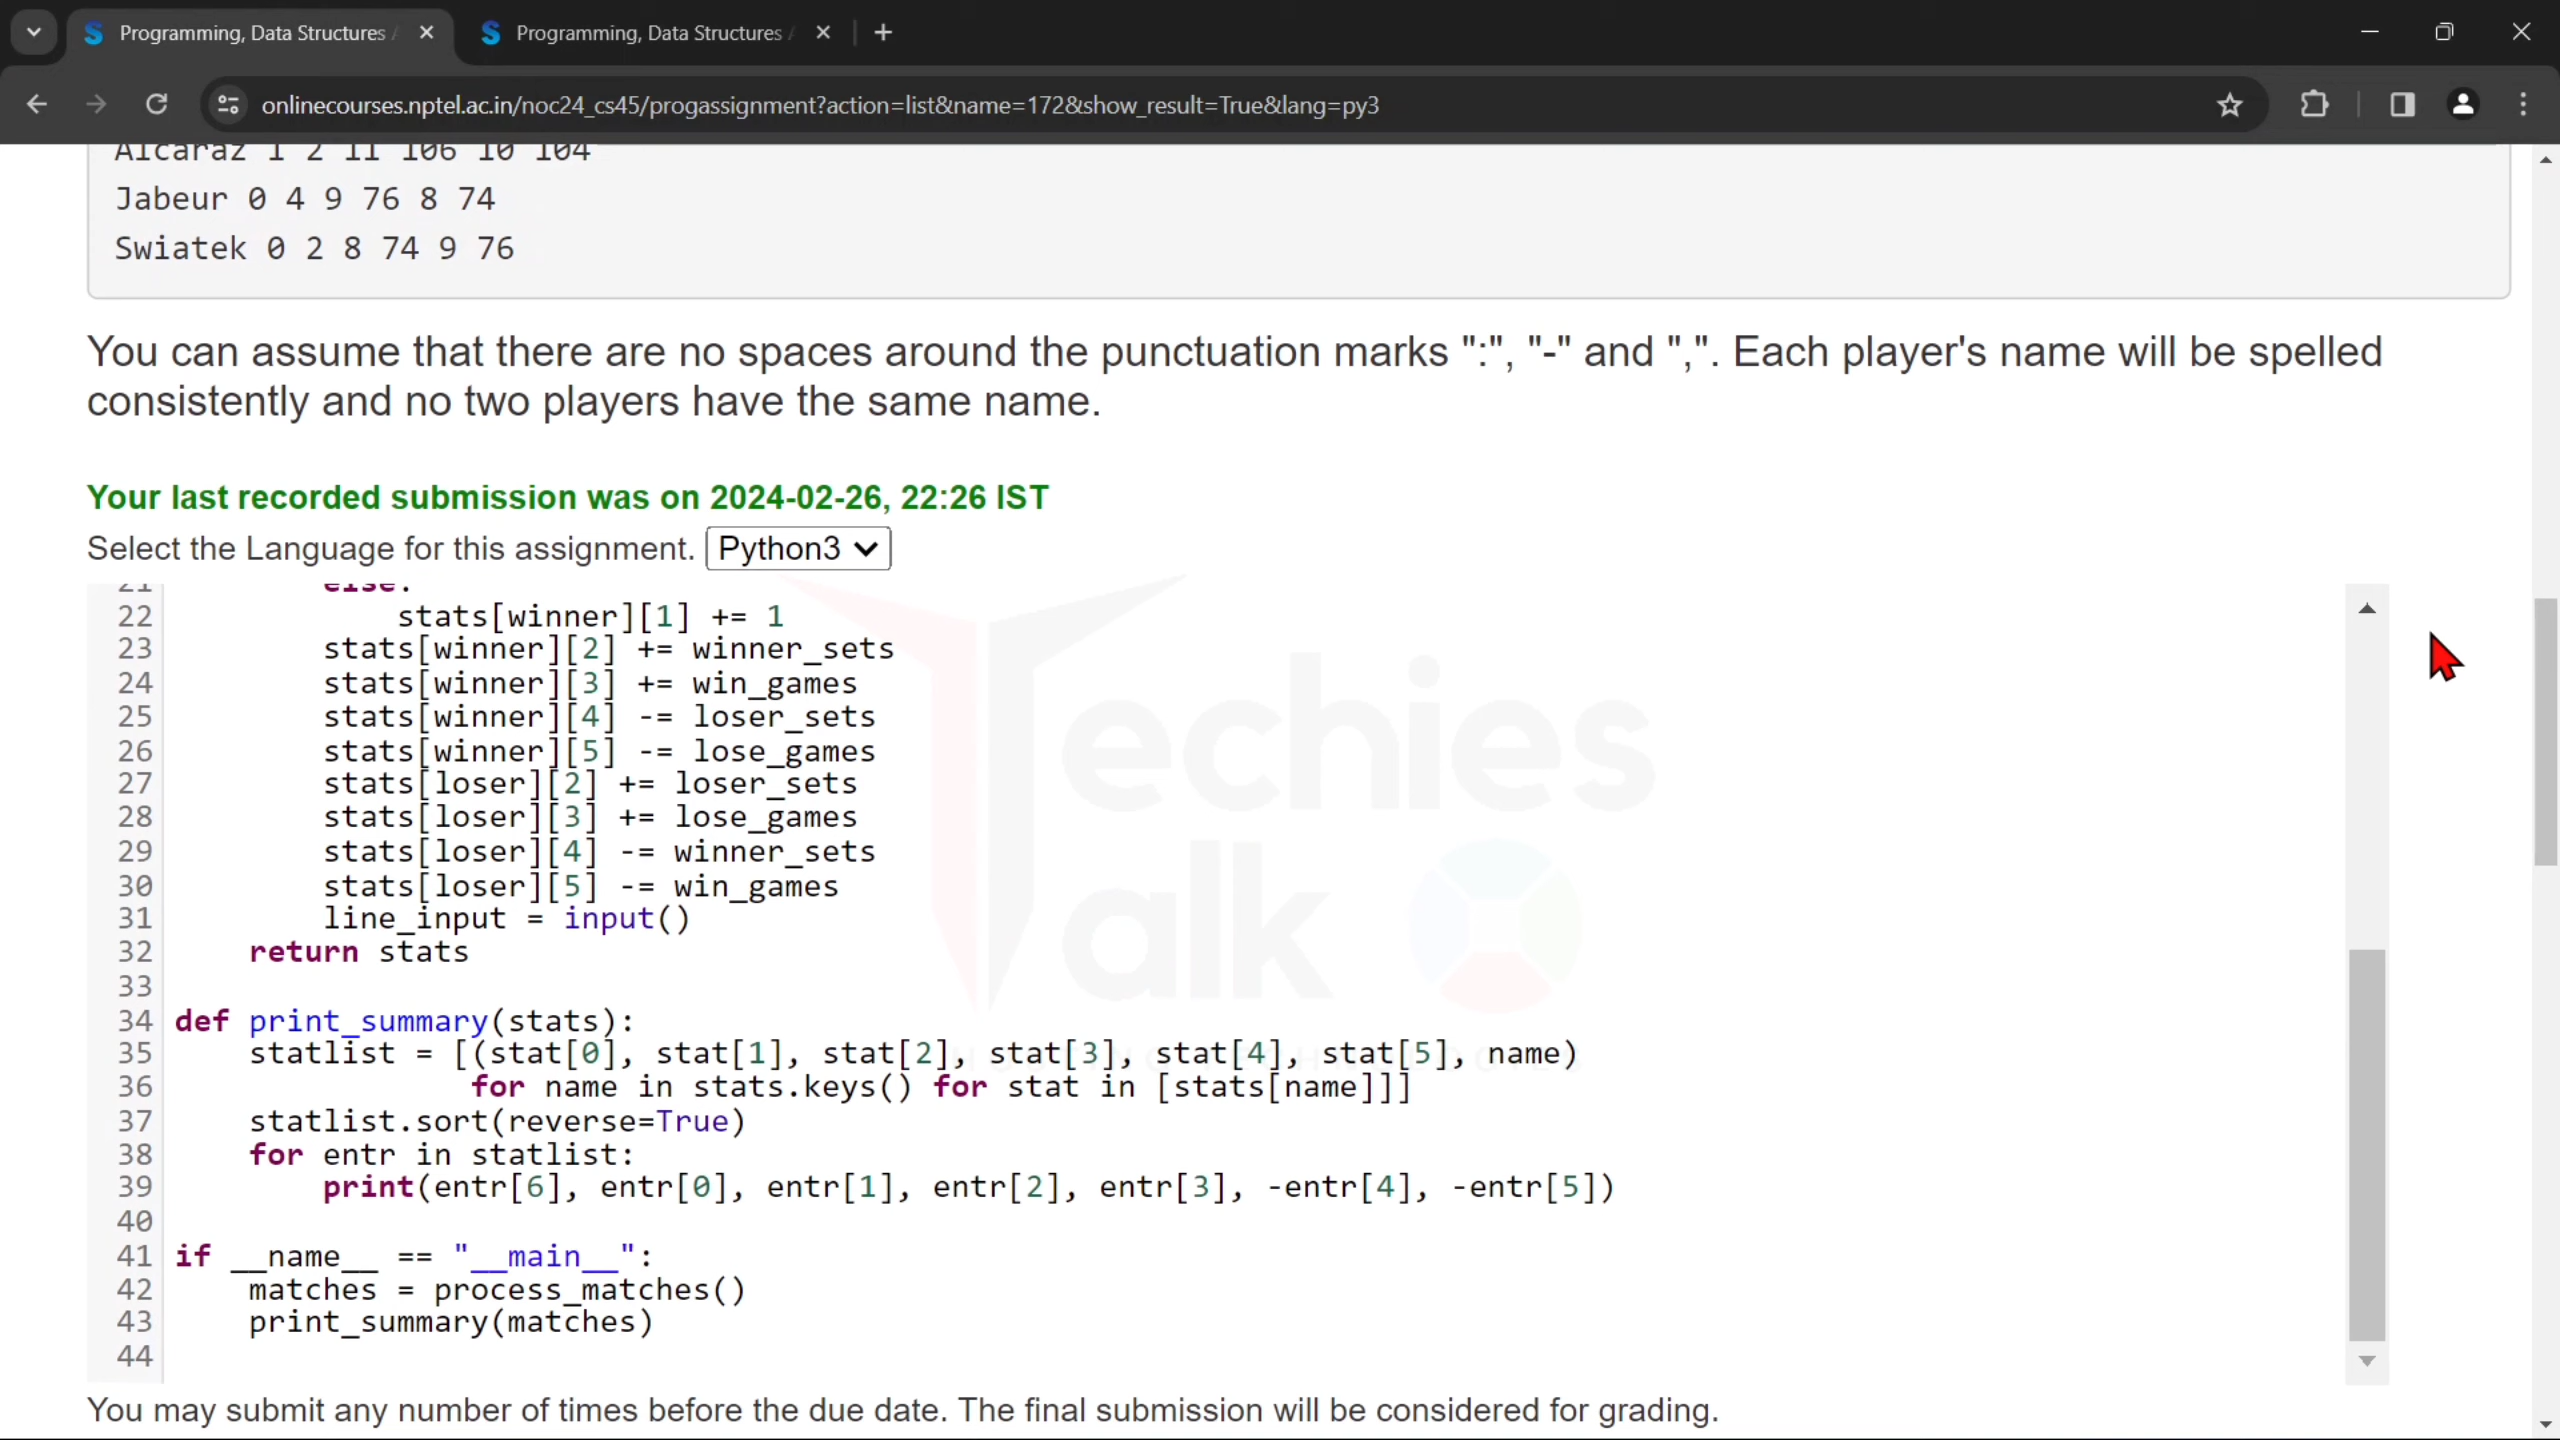 Programming, Data Structures A
Programming, Data Structures A
onlinecourses.nptel.ac.in/noc24_cs45/progassignment?action=list&name=172&show_result=True&lang=py3
Alcaraz 1 2 11 106 10 104
Jabeur 0 4 9 76 8 74
Swiatek 0 2 8 74 9 76
You can assume that there are no spaces around the punctuation marks ":", "-" and ",". Each player's name will be spelled
consistently and no two players have the same name.
Your last recorded submission was on 2024-02-26, 22:26 IST
Select the Language for this assignment. Python3
21 else:
22 stats[winner][1] += 1
23 stats[winner][2] += winner_sets
24 stats[winner][3] += win_games
25 stats[winner][4] -= loser_sets
26 stats[winner][5] -= lose_games
27 stats[loser][2] += loser_sets
28 stats[loser][3] += lose_games
29 stats[loser][4] -= winner_sets
30 stats[loser][5] -= win_games
31 line_input = input()
32 return stats
33
34 def print_summary(stats):
35 statlist = [(stat[0], stat[1], stat[2], stat[3], stat[4], stat[5], name)
36 for name in stats.keys() for stat in [stats[name]]]
37 statlist.sort(reverse=True)
38 for entr in statlist:
39 print(entr[6], entr[0], entr[1], entr[2], entr[3], -entr[4], -entr[5])
40
41 if __name__ == "__main__":
42 matches = process_matches()
43 print_summary(matches)
44
Techies
Talk
You may submit any number of times before the due date. The final submission will be considered for grading.